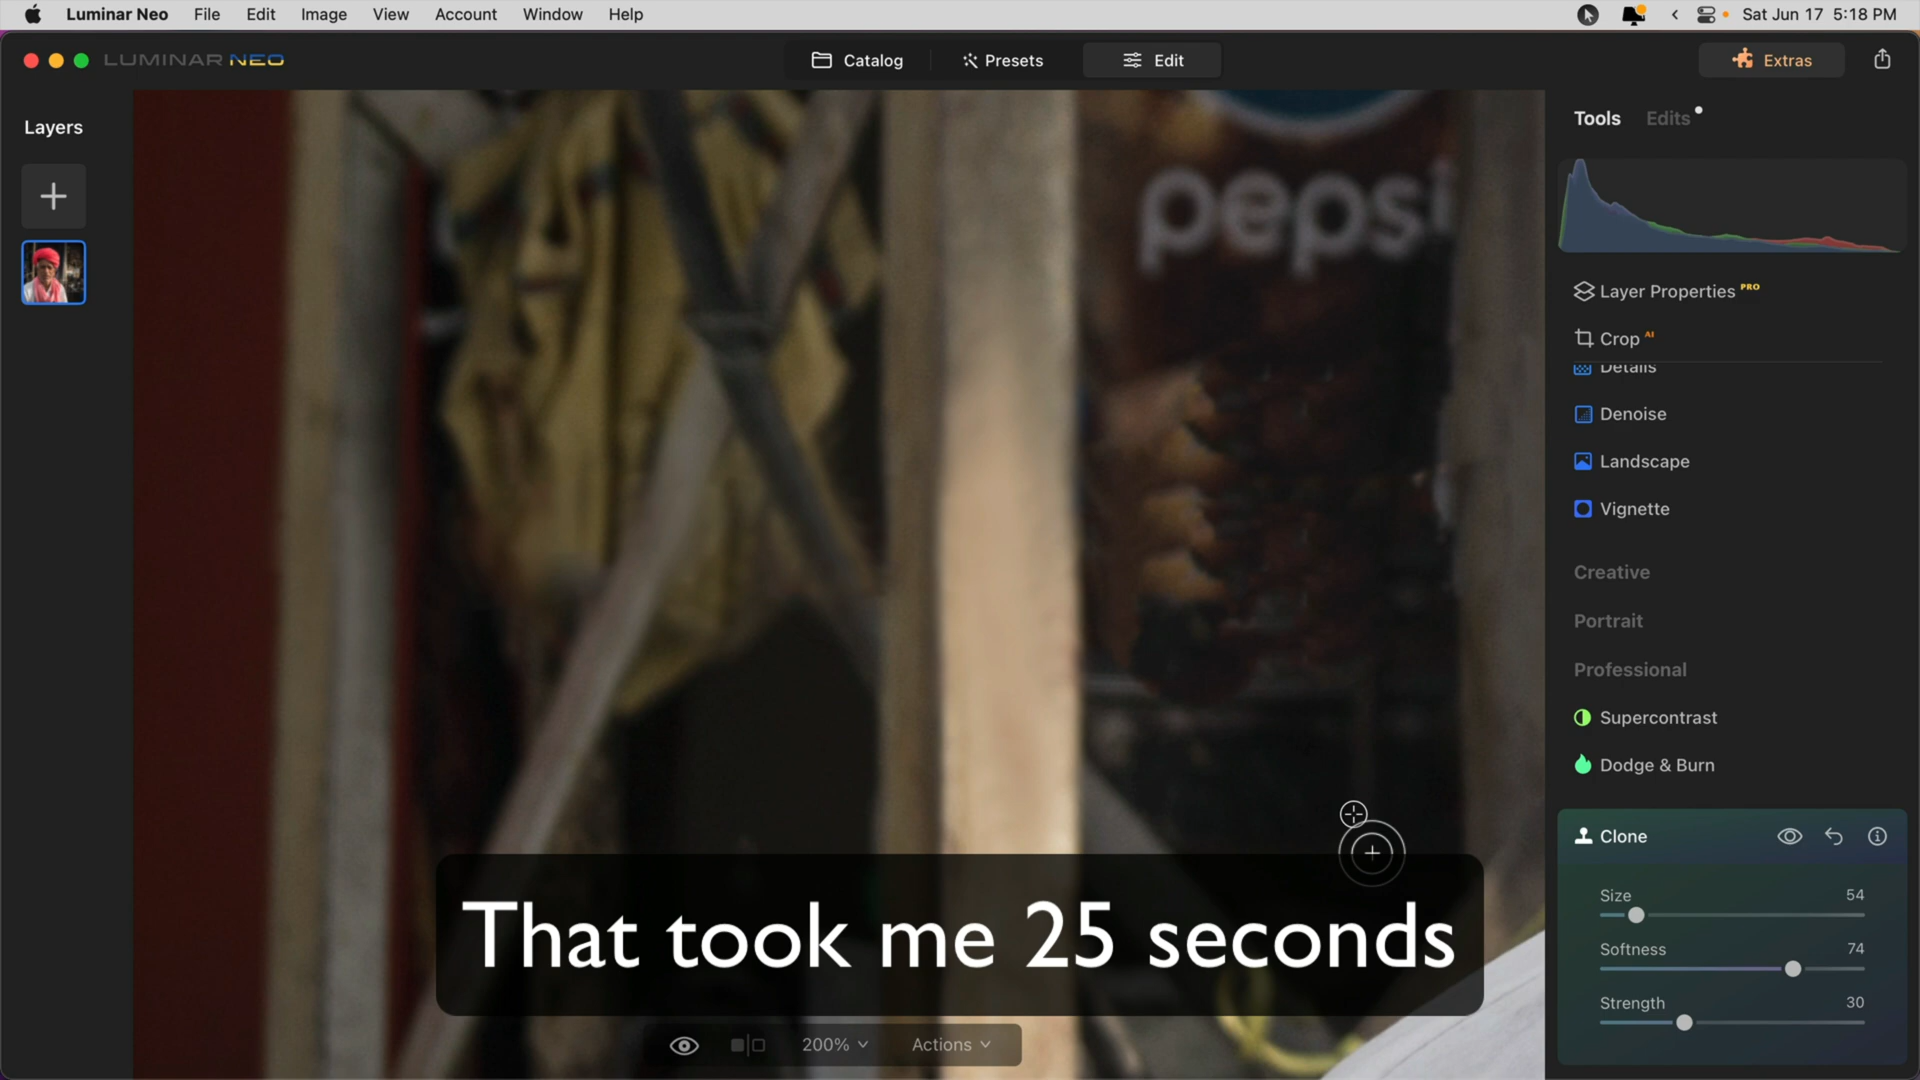 Luminar Neo File Edit Image View Account Window Help
Sat Jun 17 5:18 PM
LUMINAR NEO
Catalog
Presets
Edit
Extras
Layers
Tools
Edits
Layer Properties PRO
Crop AI
Details
Denoise
Landscape
Vignette
Creative
Portrait
Professional
Supercontrast
Dodge & Burn
Clone
Size 54
Softness 74
Strength 30
pepsi
That took me 25 seconds
200%
Actions